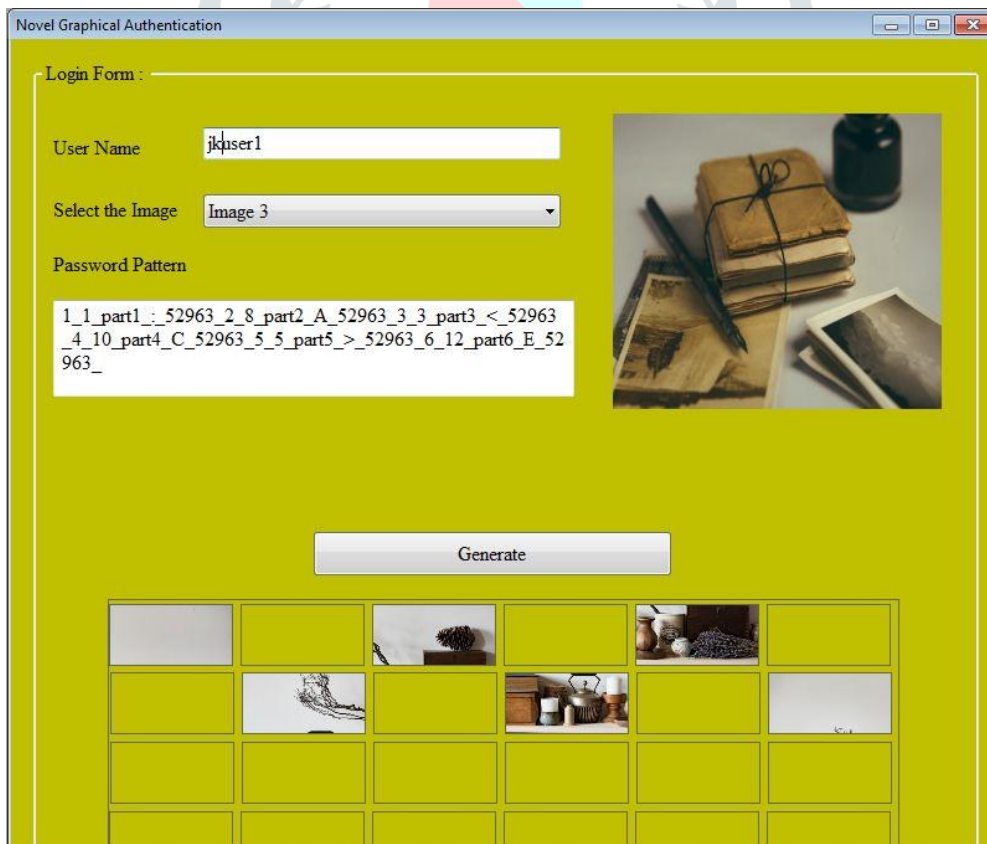 Novel Graphical Authentication
Login Form :
User Name
jkuser1
Select the Image
Image 3
Password Pattern
1_1_part1_:_52963_2_8_part2_A_52963_3_3_part3_<_52963
_4_10_part4_C_52963_5_5_part5_>_52963_6_12_part6_E_52
963_
Generate